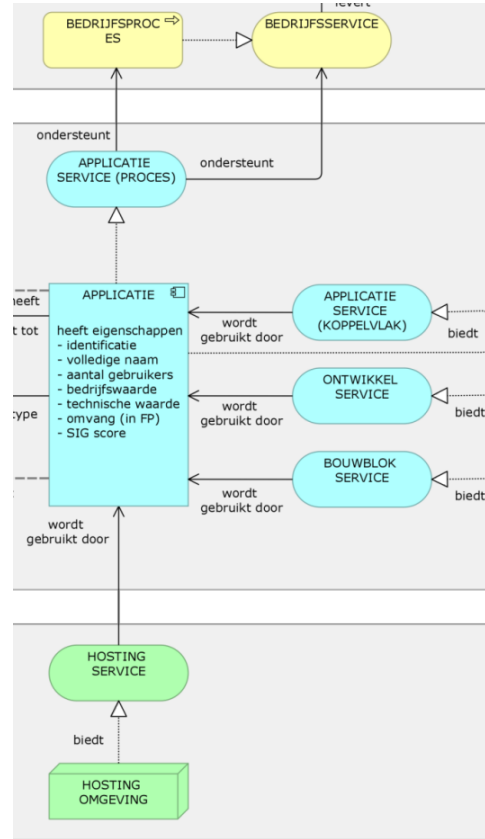 levert
BEDRIJFSPROC
ES
BEDRIJFSSERVICE
ondersteunt
APPLICATIE
SERVICE (PROCES)
ondersteunt
APPLICATIE
heeft eigenschappen
- identificatie
- volledige naam
- aantal gebruikers
- bedrijfswaarde
- technische waarde
- omvang (in FP)
- SIG score
heeft
t tot
type
APPLICATIE
SERVICE
(KOPPELVLAK)
wordt
gebruikt door
biedt
ONTWIKKEL
SERVICE
wordt
gebruikt door
biedt
BOUWBLOK
SERVICE
wordt
gebruikt door
biedt
wordt
gebruikt door
HOSTING
SERVICE
biedt
HOSTING
OMGEVING